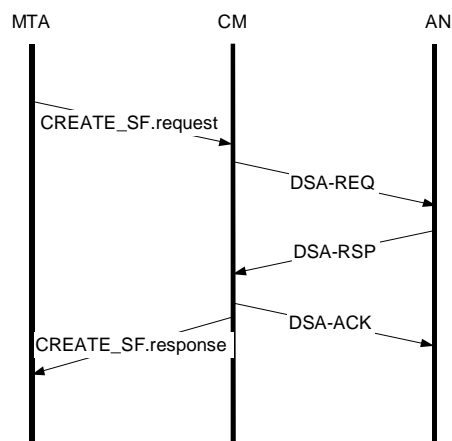 MTA
CM
AN
CREATE_SF.request
DSA-REQ
DSA-RSP
DSA-ACK
CREATE_SF.response